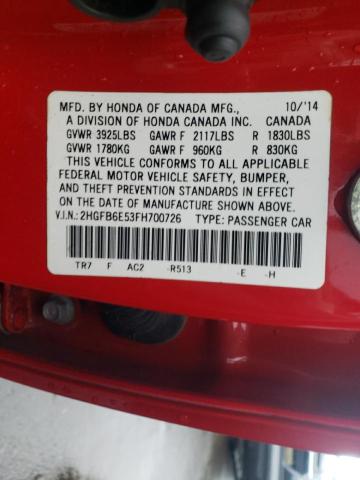 MFD. BY HONDA OF CANADA MFG., 10/'14
A DIVISION OF HONDA CANADA INC. CANADA
GVWR 3925LBS GAWR F 2117LBS R 1830LBS
GVWR 1780KG GAWR F 960KG R 830KG
THIS VEHICLE CONFORMS TO ALL APPLICABLE
FEDERAL MOTOR VEHICLE SAFETY, BUMPER,
AND THEFT PREVENTION STANDARDS IN EFFECT
ON THE DATE OF MANUFACTURE SHOWN ABOVE.
V.I.N.: 2HGFB6E53FH700726 TYPE: PASSENGER CAR
TR7 F AC2 -R513 -E -H